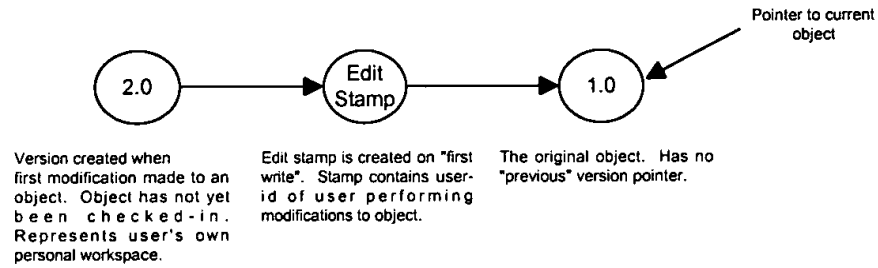 Pointer to current
object
2.0
Edit
Stamp
1.0
Version created when
first modification made to an
object. Object has not yet
been checked-in.
Represents user's own
personal workspace.
Edit stamp is created on "first
write". Stamp contains user-
id of user performing
modifications to object.
The original object. Has no
"previous" version pointer.